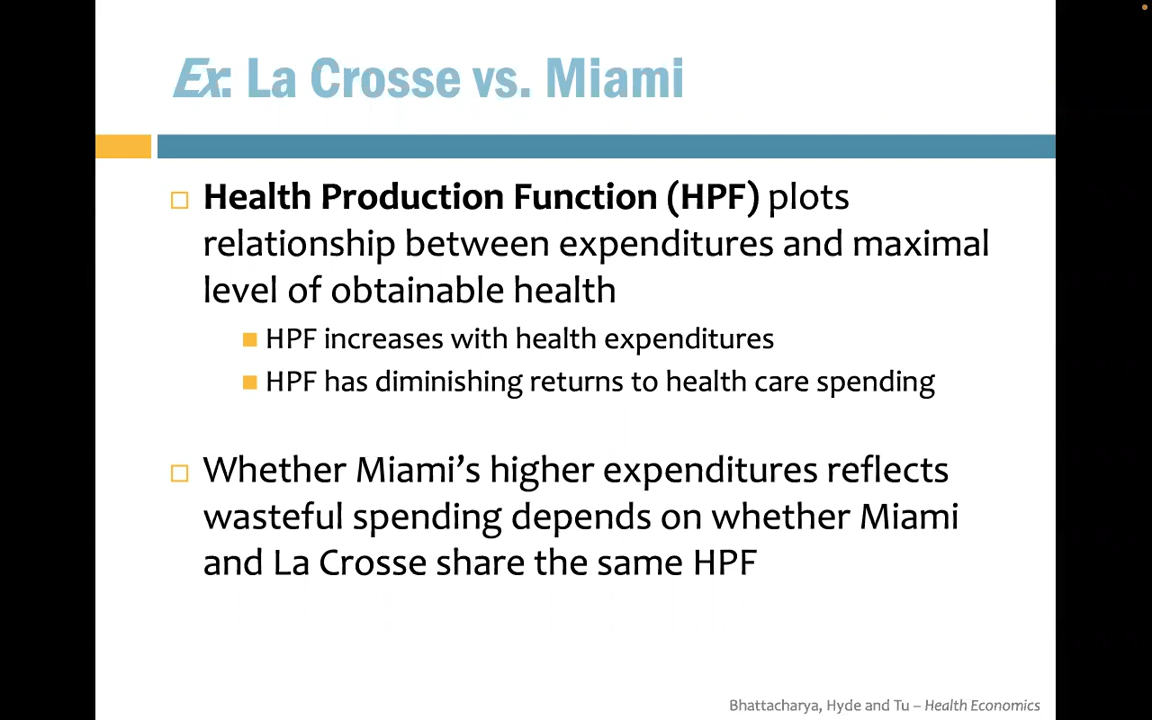 Ex: La Crosse vs. Miami
Health Production Function (HPF) plots
relationship between expenditures and maximal
level of obtainable health
HPF increases with health expenditures
HPF has diminishing returns to health care spending
Whether Miami’s higher expenditures reflects
wasteful spending depends on whether Miami
and La Crosse share the same HPF
Bhattacharya, Hyde and Tu – Health Economics